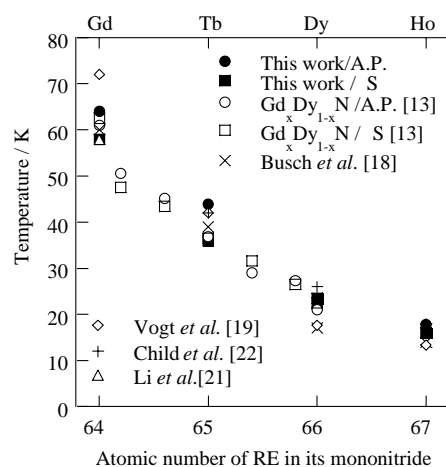 Gd Tb Dy Ho
80
70
60
50
40
30
20
10
0
Temperature / K
This work/A.P.
This work / S
GdxDy1-xN /A.P. [13]
GdxDy1-xN / S [13]
Busch et al. [18]
Vogt et al. [19]
Child et al. [22]
Li et al.[21]
64 65 66 67
Atomic number of RE in its mononitride